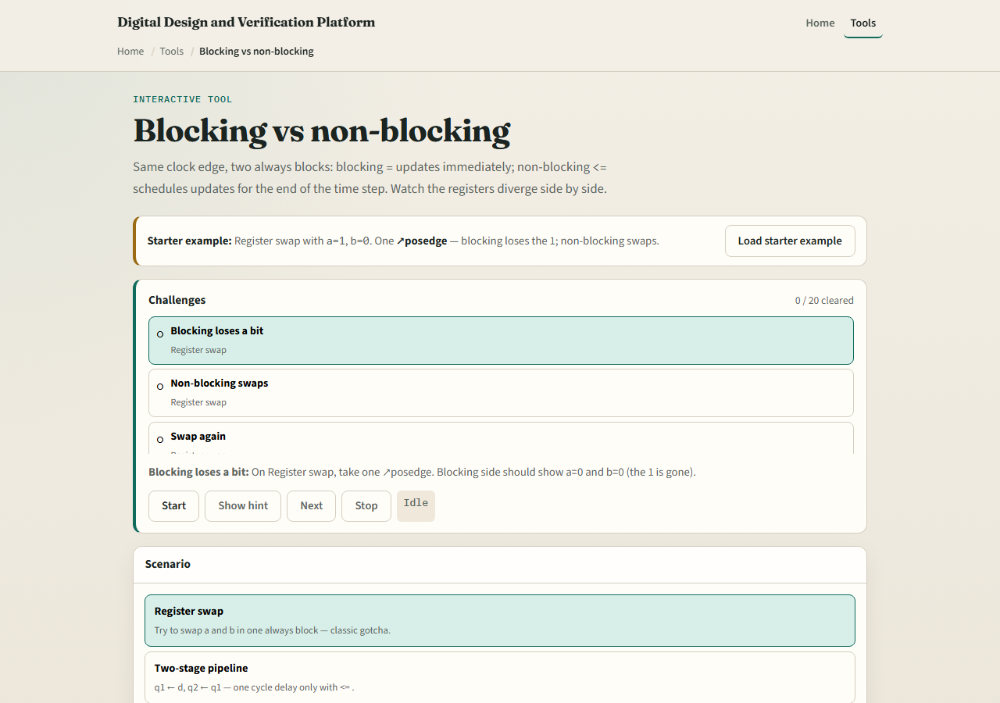 Digital Design and Verification Platform
Home
Tools
Home / Tools / Blocking vs non-blocking
INTERACTIVE TOOL
Blocking vs non-blocking
Same clock edge, two always blocks: blocking = updates immediately; non-blocking <=
schedules updates for the end of the time step. Watch the registers diverge side by side.
Starter example: Register swap with a=1, b=0. One ↗posedge — blocking loses the 1; non-blocking swaps.
Load starter example
Challenges
0 / 20 cleared
Blocking loses a bit
Register swap
Non-blocking swaps
Register swap
Swap again
Blocking loses a bit: On Register swap, take one ↗posedge. Blocking side should show a=0 and b=0 (the 1 is gone).
Start
Show hint
Next
Stop
Idle
Scenario
Register swap
Try to swap a and b in one always block — classic gotcha.
Two-stage pipeline
q1 ← d, q2 ← q1 — one cycle delay only with <= .